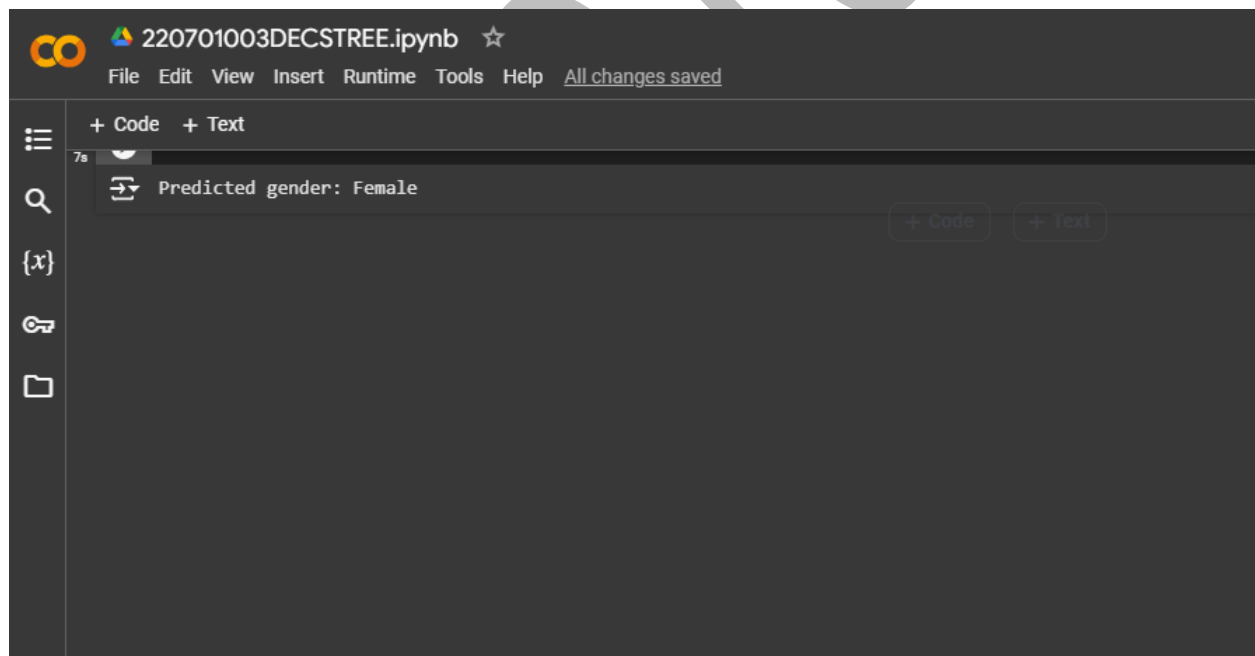 220701003DECSTREE.ipynb
File Edit View Insert Runtime Tools Help All changes saved
+ Code + Text
7s
Predicted gender: Female
+ Code + Text
{x}